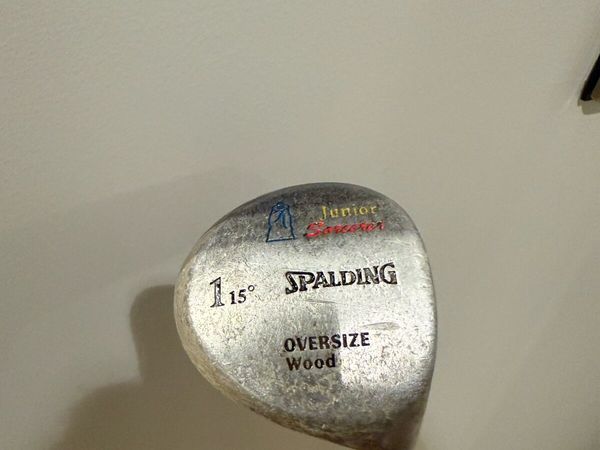 Junior
Sorcerer
1 15° SPALDING
OVERSIZE
Wood